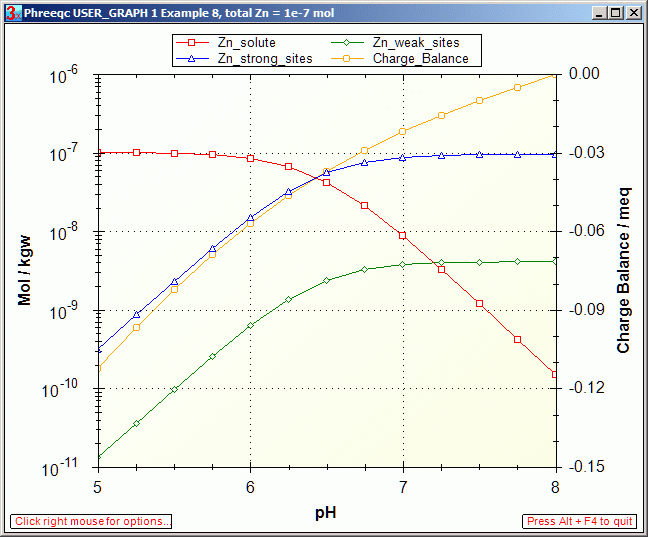 Phreeqc USER_GRAPH 1 Example 8, total Zn = 1e-7 mol
Zn_solute Zn_weak_sites
Zn_strong_sites Charge_Balance
10-6 0.00
10-7 -0.03
10-8 -0.06
10-9 -0.09
10-10 -0.12
10-11 -0.15
Mol / kgw
Charge Balance / meq
5 6 7 8
pH
Click right mouse for options...
Press Alt + F4 to quit